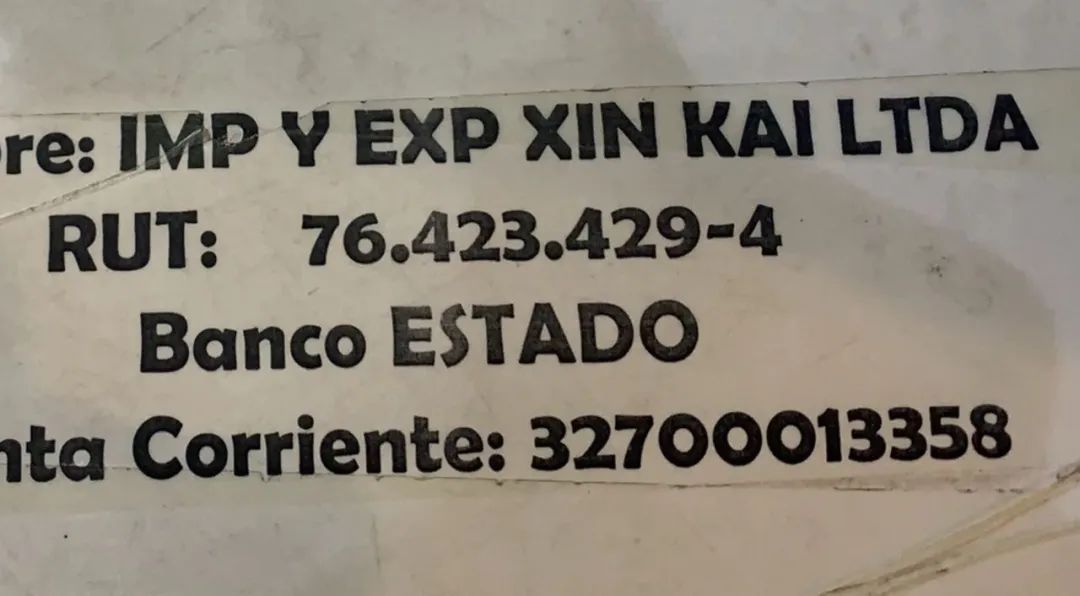 re: IMP Y EXP XIN KAI LTDA
RUT: 76.423.429-4
Banco ESTADO
nta Corriente: 32700013358